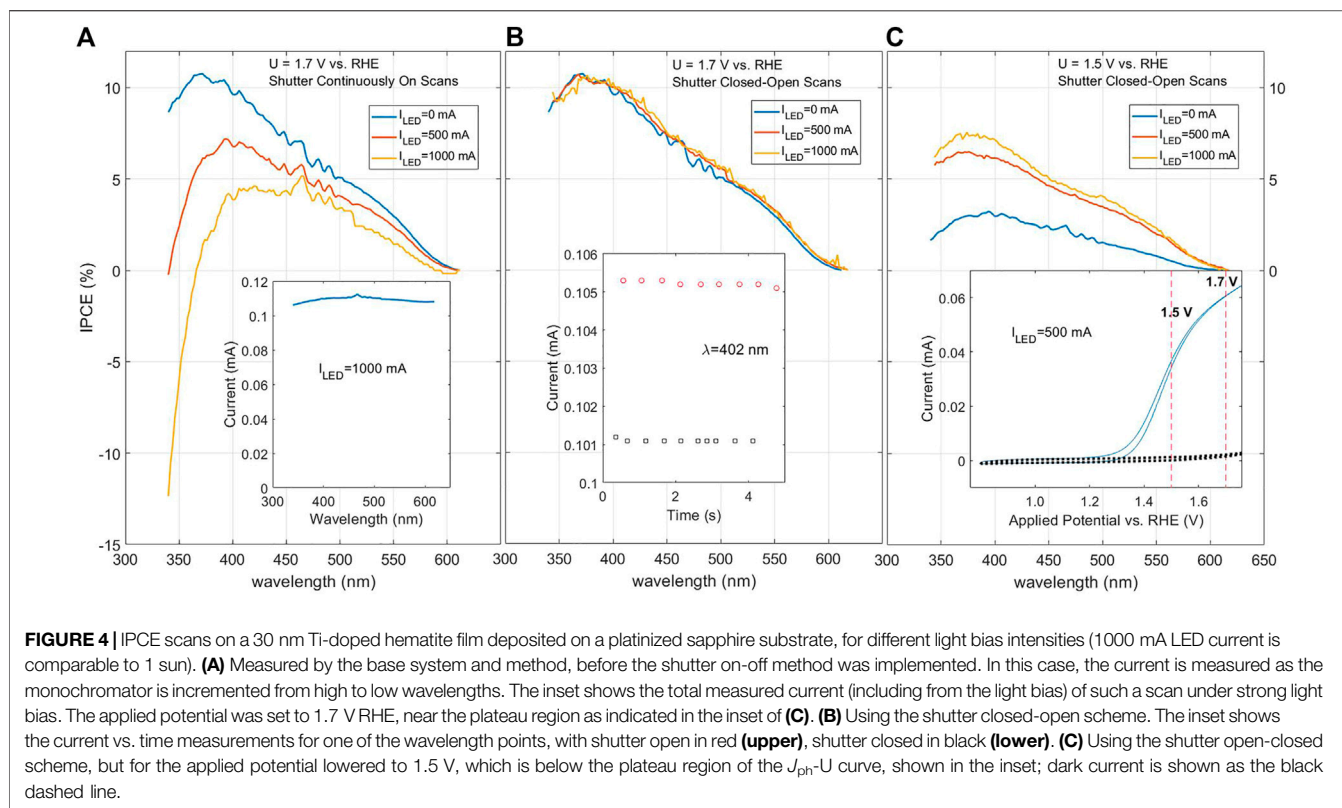 A
U = 1.7 V vs. RHE
Shutter Continuously On Scans
I_LED=0 mA
I_LED=500 mA
I_LED=1000 mA
10
5
0
-5
-10
-15
IPCE (%)
300
350
400
450
500
550
600
wavelength (nm)
0.12
0.1
0.08
0.06
0.04
0.02
0
Current (mA)
I_LED=1000 mA
300
400
500
600
Wavelength (nm)
B
U = 1.7 V vs. RHE
Shutter Closed-Open Scans
I_LED=0 mA
I_LED=500 mA
I_LED=1000 mA
0.106
0.105
0.104
0.103
0.102
0.101
0.1
Current (mA)
λ=402 nm
0
2
4
Time (s)
300
350
400
450
500
550
600
wavelength (nm)
C
U = 1.5 V vs. RHE
Shutter Closed-Open Scans
I_LED=0 mA
I_LED=500 mA
I_LED=1000 mA
10
5
0
0.06
0.04
0.02
0
Current (mA)
I_LED=500 mA
1.5 V
1.7 V
1.0
1.2
1.4
1.6
Applied Potential vs. RHE (V)
300
350
400
450
500
550
600
650
wavelength (nm)
FIGURE 4 | IPCE scans on a 30 nm Ti-doped hematite film deposited on a platinized sapphire substrate, for different light bias intensities (1000 mA LED current is
comparable to 1 sun). (A) Measured by the base system and method, before the shutter on-off method was implemented. In this case, the current is measured as the
monochromator is incremented from high to low wavelengths. The inset shows the total measured current (including from the light bias) of such a scan under strong light
bias. The applied potential was set to 1.7 V RHE, near the plateau region as indicated in the inset of (C). (B) Using the shutter closed-open scheme. The inset shows
the current vs. time measurements for one of the wavelength points, with shutter open in red (upper), shutter closed in black (lower). (C) Using the shutter open-closed
scheme, but for the applied potential lowered to 1.5 V, which is below the plateau region of the J_ph-U curve, shown in the inset; dark current is shown as the black
dashed line.